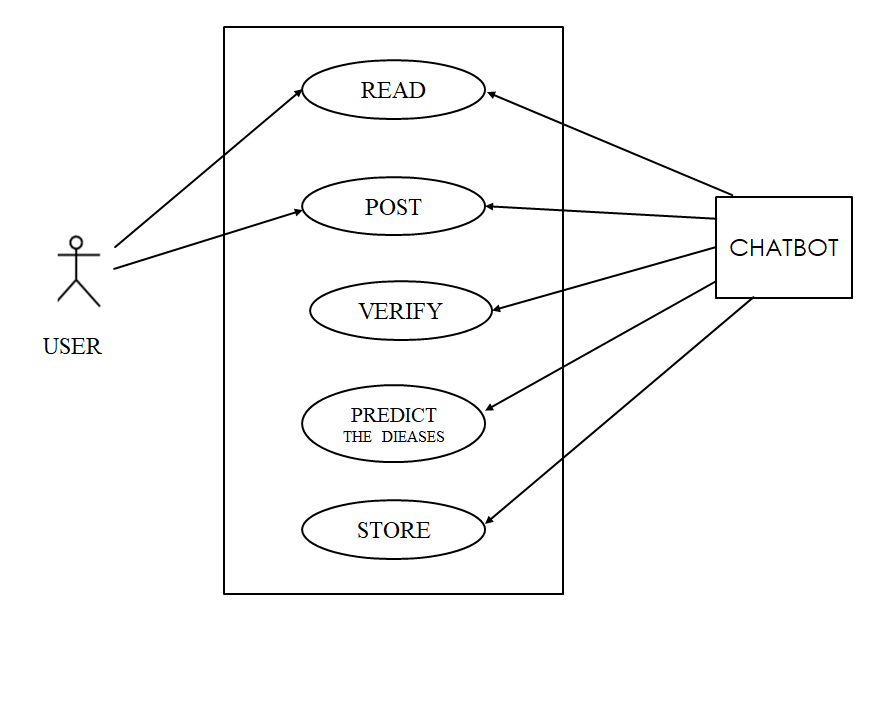 READ
POST
CHATBOT
VERIFY
USER
PREDICT
THE DIEASES
STORE